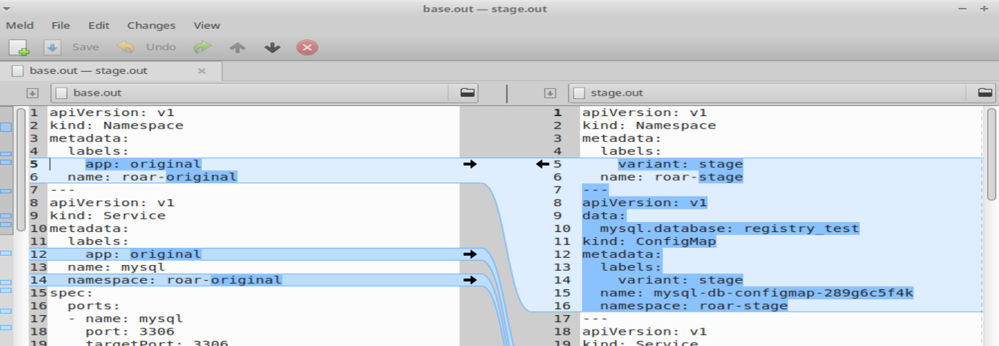 base.out — stage.out
Meld File Edit Changes View
Save Undo
base.out — stage.out
base.out
1 apiVersion: v1
2 kind: Namespace
3 metadata:
4   labels:
5     app: original
6   name: roar-original
7 ---
8 apiVersion: v1
9 kind: Service
10 metadata:
11   labels:
12     app: original
13   name: mysql
14   namespace: roar-original
15 spec:
16   ports:
17   - name: mysql
18     port: 3306
19     targetPort: 3306
stage.out
1 apiVersion: v1
2 kind: Namespace
3 metadata:
4   labels:
5     variant: stage
6   name: roar-stage
7 ---
8 apiVersion: v1
9 data:
10   mysql.database: registry_test
11 kind: ConfigMap
12 metadata:
13   labels:
14     variant: stage
15   name: mysql-db-configmap-289g6c5f4k
16   namespace: roar-stage
17 ---
18 apiVersion: v1
19 kind: Service